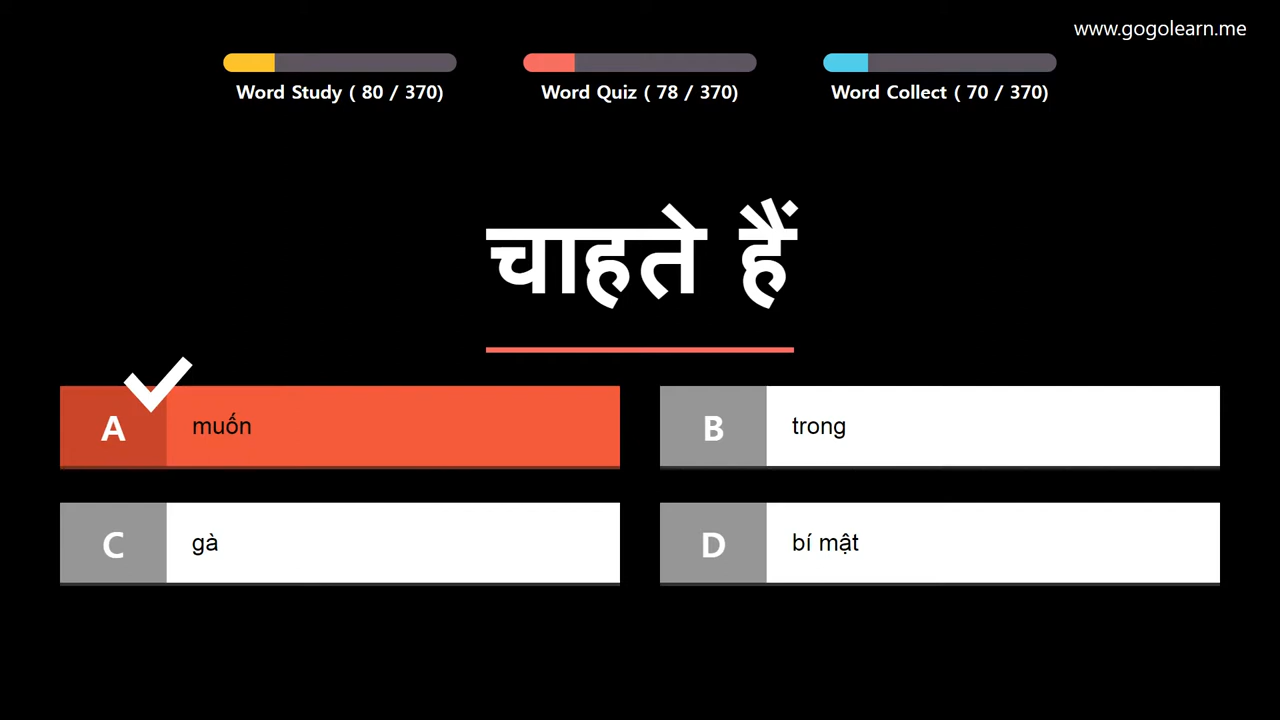 www.gogolearn.me
Word Study ( 80 / 370)
Word Quiz ( 78 / 370)
Word Collect ( 70 / 370)
चाहते हैं
A muốn
B trong
C gà
D bí mật